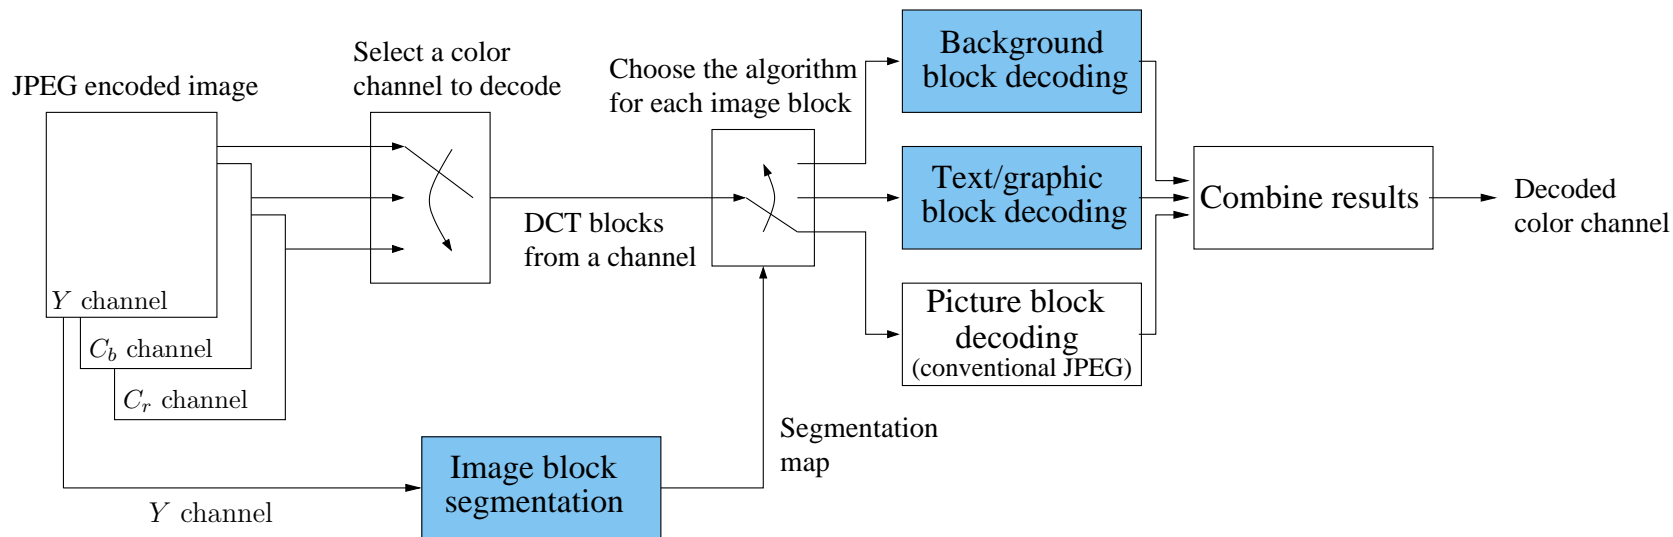 JPEG encoded image
Y channel
C_b channel
C_r channel
Select a color
channel to decode
DCT blocks
from a channel
Choose the algorithm
for each image block
Background
block decoding
Text/graphic
block decoding
Picture block
decoding
(conventional JPEG)
Combine results
Decoded
color channel
Y channel
Image block
segmentation
Segmentation
map